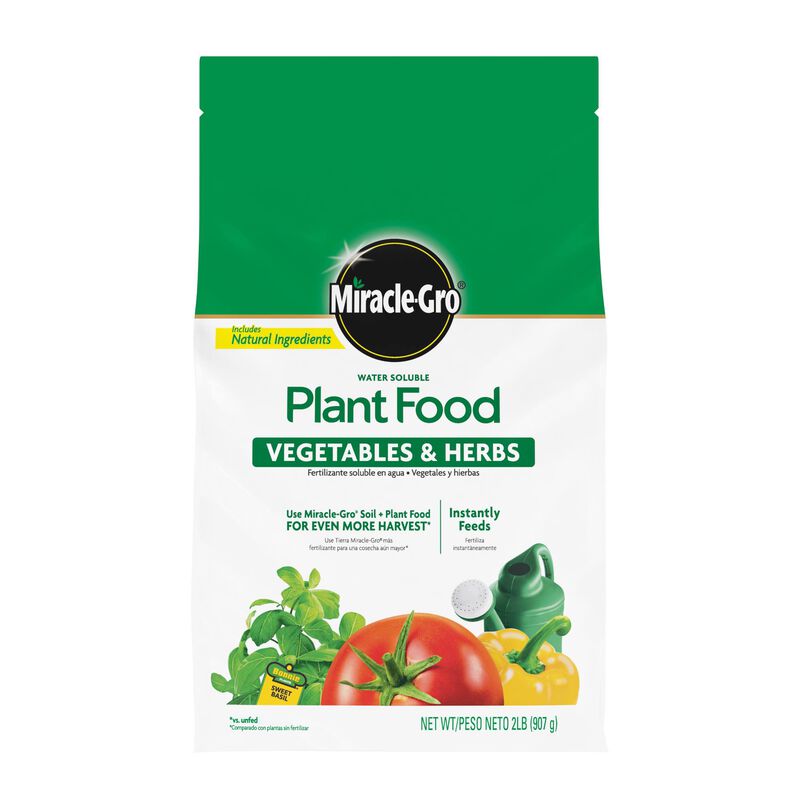 Miracle-Gro®
Includes
Natural Ingredients
WATER SOLUBLE
Plant Food
VEGETABLES & HERBS
Fertilizante soluble en agua • Vegetales y hierbas
Use Miracle-Gro® Soil + Plant Food
FOR EVEN MORE HARVEST*
Use Tierra Miracle-Gro® más
fertilizante para una cosecha aún mayor*
Instantly
Feeds
Fertiliza
instantáneamente
Bonnie
PLANTS
SWEET
BASIL
*vs. unfed
*Comparado con plantas sin fertilizar
NET WT/PESO NETO 2LB (907 g)